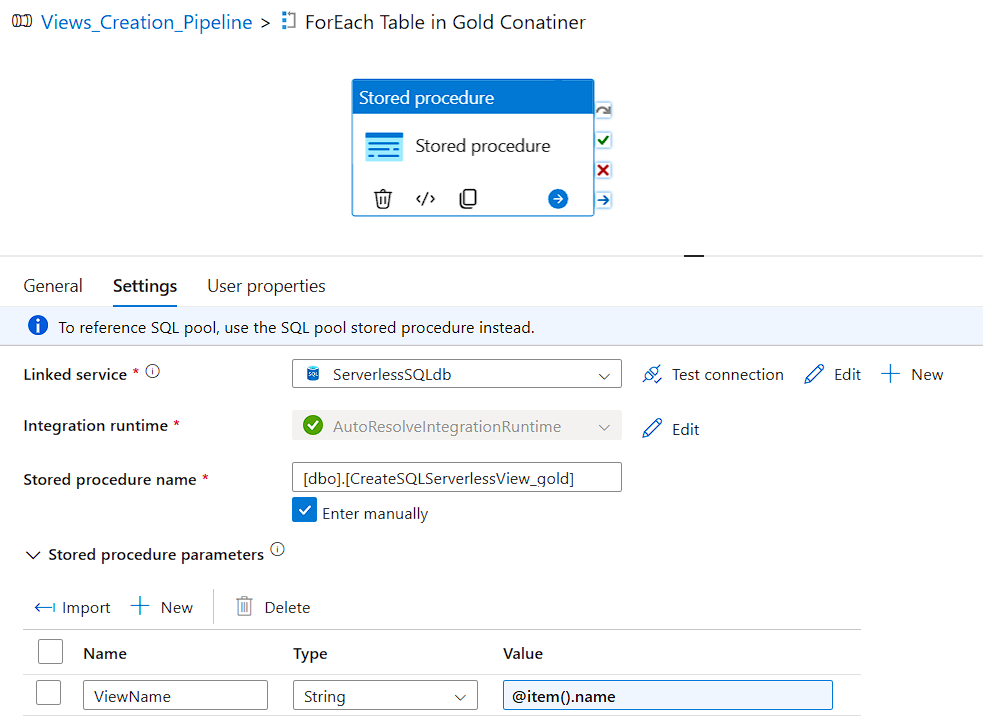 Views_Creation_Pipeline > ForEach Table in Gold Conatiner
Stored procedure
Stored procedure
General Settings User properties
To reference SQL pool, use the SQL pool stored procedure instead.
Linked service * ServerlessSQLdb Test connection Edit New
Integration runtime * AutoResolveIntegrationRuntime Edit
Stored procedure name * [dbo].[CreateSQLServerlessView_gold]
Enter manually
Stored procedure parameters
Import New Delete
Name Type Value
ViewName String @item().name